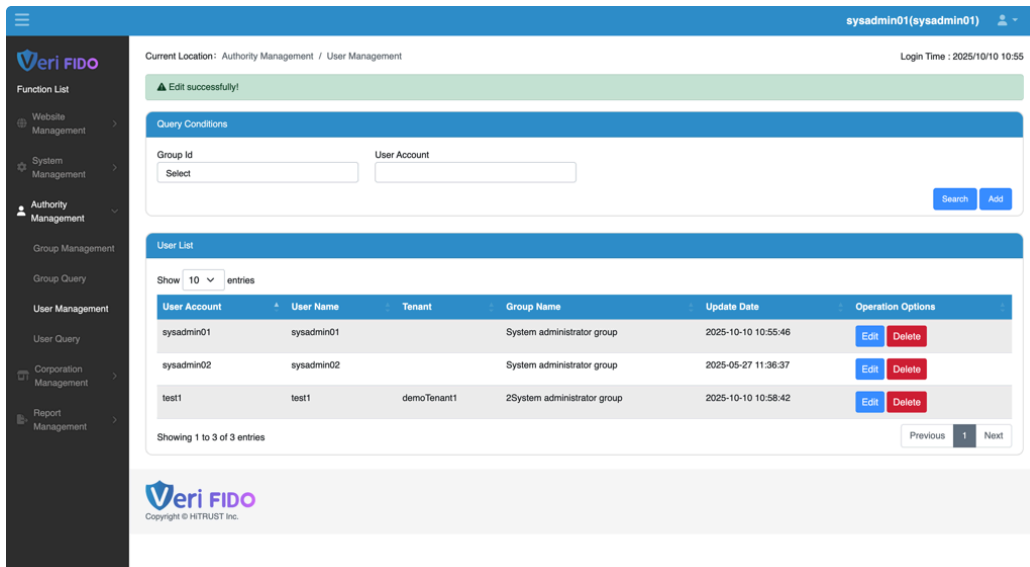 sysadmin01(sysadmin01)
Veri FIDO
Function List
Website
Management
System
Management
Authority
Management
Group Management
Group Query
User Management
User Query
Corporation
Management
Report
Management
Current Location: Authority Management / User Management
Login Time : 2025/10/10 10:55
Edit successfully!
Query Conditions
Group Id User Account
Select
Search Add
User List
Show 10 entries
User Account User Name Tenant Group Name Update Date Operation Options
sysadmin01 sysadmin01 System administrator group 2025-10-10 10:55:46 Edit Delete
sysadmin02 sysadmin02 System administrator group 2025-05-27 11:36:37 Edit Delete
test1 test1 demoTenant1 2System administrator group 2025-10-10 10:58:42 Edit Delete
Showing 1 to 3 of 3 entries
Previous 1 Next
Veri FIDO
Copyright © HiTRUST Inc.